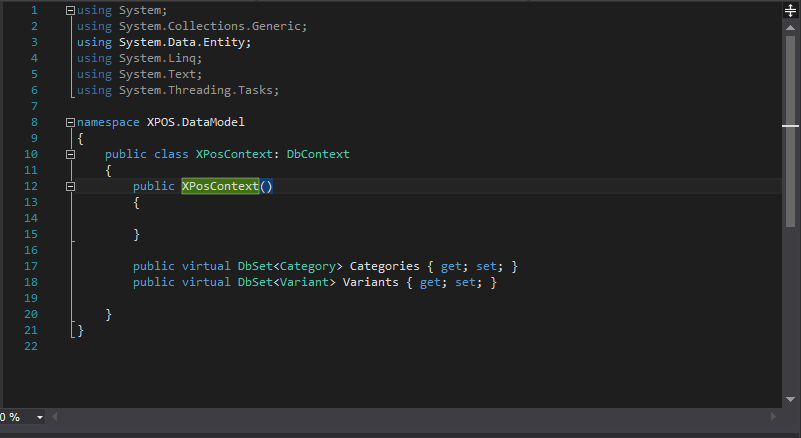 1 using System;
2 using System.Collections.Generic;
3 using System.Data.Entity;
4 using System.Linq;
5 using System.Text;
6 using System.Threading.Tasks;
7
8 namespace XPOS.DataModel
9 {
10     public class XPosContext: DbContext
11     {
12         public XPosContext()
13         {
14
15         }
16
17         public virtual DbSet<Category> Categories { get; set; }
18         public virtual DbSet<Variant> Variants { get; set; }
19
20     }
21 }
22
0 %